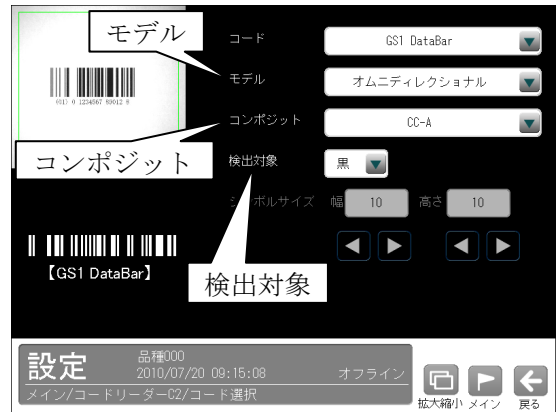 モデル
コード
GS1 DataBar
モデル
オムニディレクショナル
(01) 0 1234567 89012 8
コンポジット
CC-A
コンポジット
検出対象
黒
シンボルサイズ
幅
10
高さ
10
【GS1 DataBar】
検出対象
設定
品種000
2010/07/20 09:15:08
オフライン
メイン/コードリーダーC2/コード選択
拡大縮小
メイン
戻る